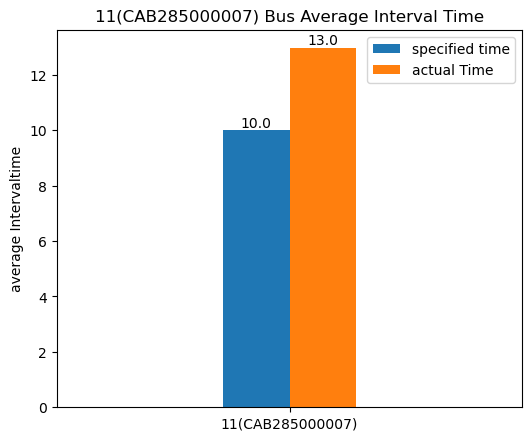 11(CAB285000007) Bus Average Interval Time
specified time
actual Time
13.0
10.0
average Intervaltime
12
10
8
6
4
2
0
11(CAB285000007)